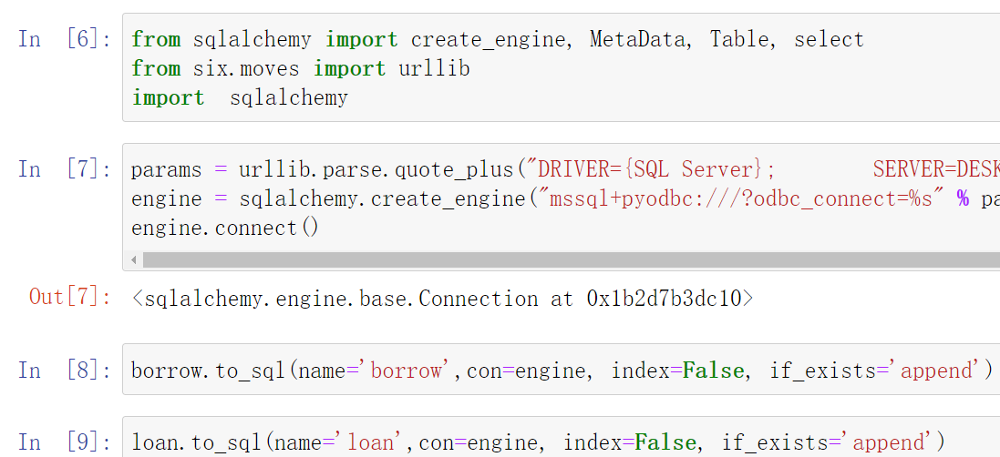 In [6]: from sqlalchemy import create_engine, MetaData, Table, select
from six.moves import urllib
import  sqlalchemy
In [7]: params = urllib.parse.quote_plus("DRIVER={SQL Server};        SERVER=DESK
engine = sqlalchemy.create_engine("mssql+pyodbc:///?odbc_connect=%s" % pa
engine.connect()
Out[7]: <sqlalchemy.engine.base.Connection at 0x1b2d7b3dc10>
In [8]: borrow.to_sql(name='borrow',con=engine, index=False, if_exists='append')
In [9]: loan.to_sql(name='loan',con=engine, index=False, if_exists='append')